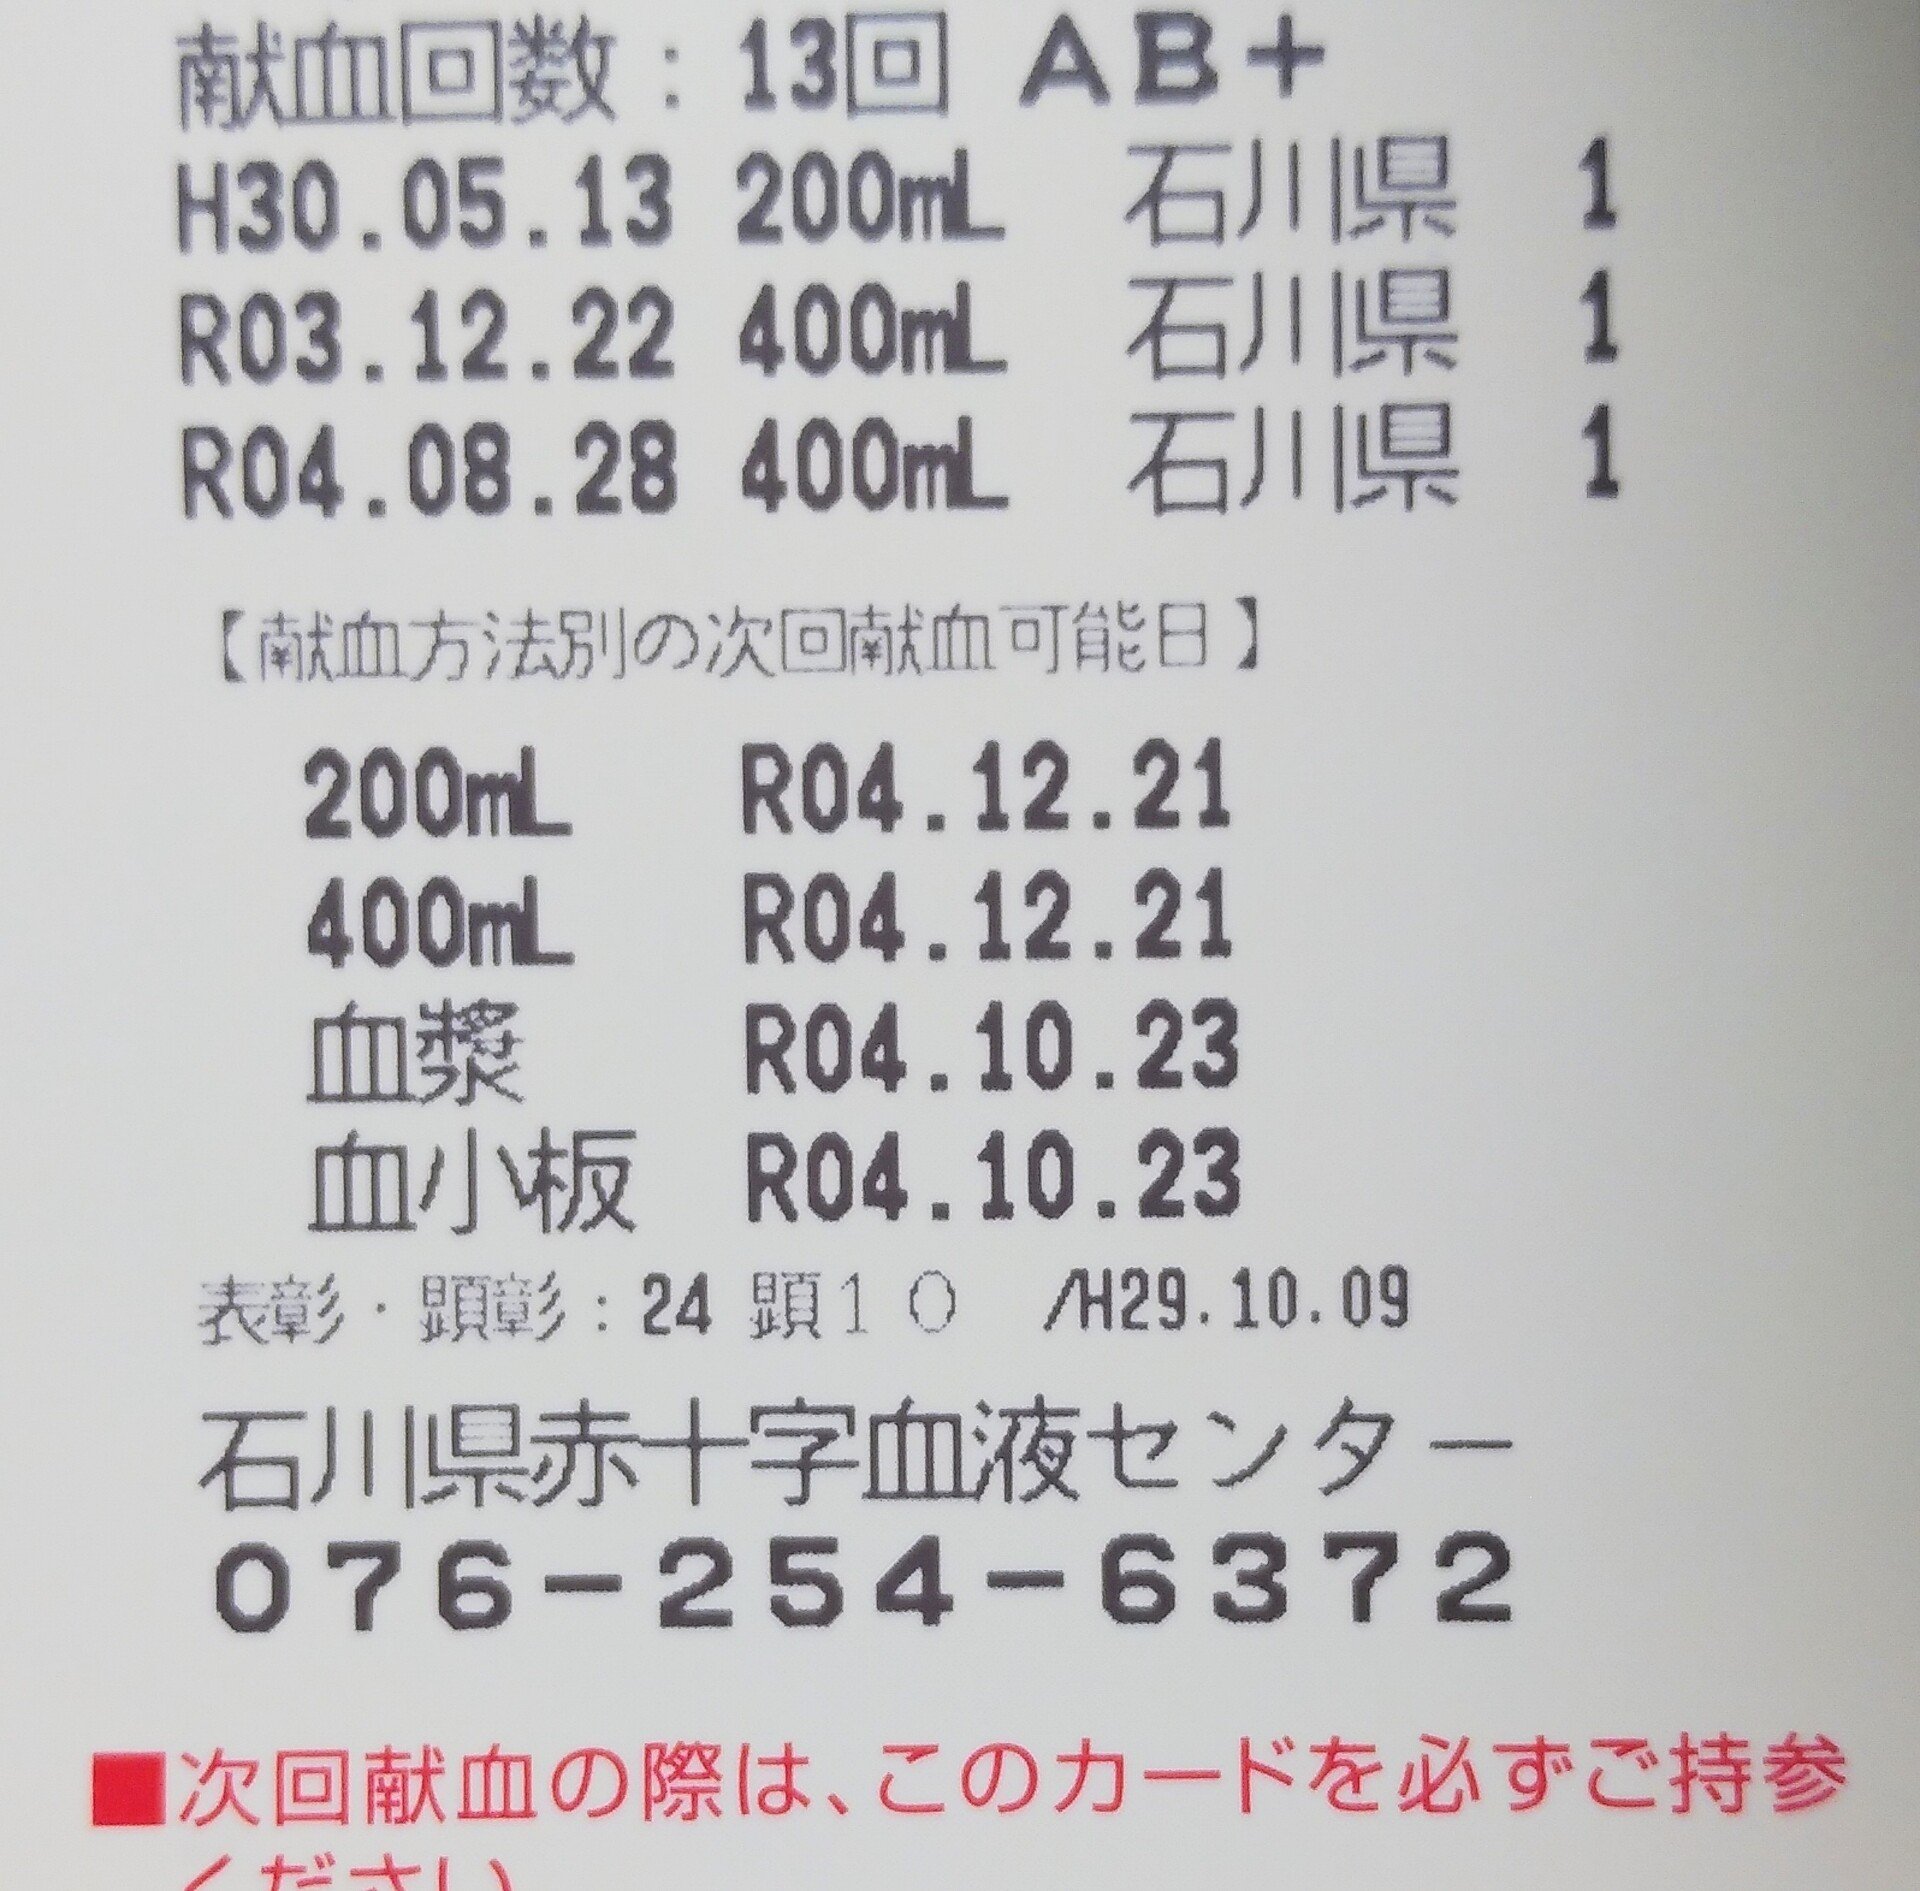 献血回数：13回 AB+
H30.05.13 200mL 石川県 1
R03.12.22 400mL 石川県 1
R04.08.28 400mL 石川県 1
【献血方法別の次回献血可能日】
200mL R04.12.21
400mL R04.12.21
血漿 R04.10.23
血小板 R04.10.23
表彰・顕彰：24 顕１０ /H29.10.09
石川県赤十字血液センター
076-254-6372
■次回献血の際は、このカードを必ずご持参
ください